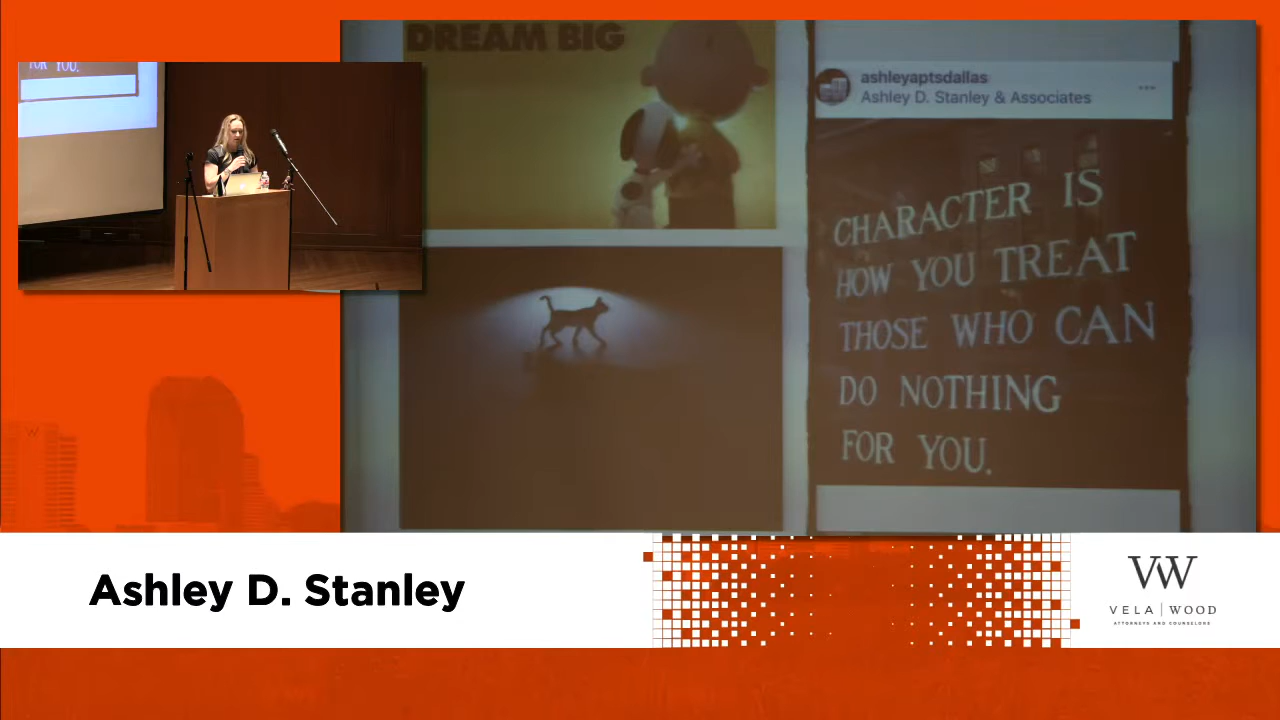 FOR YOU.
DREAM BIG
ashleyaptsdallas
Ashley D. Stanley & Associates
CHARACTER IS
HOW YOU TREAT
THOSE WHO CAN
DO NOTHING
FOR YOU.
Ashley D. Stanley
VW
VELA | WOOD
ATTORNEYS AND COUNSELORS